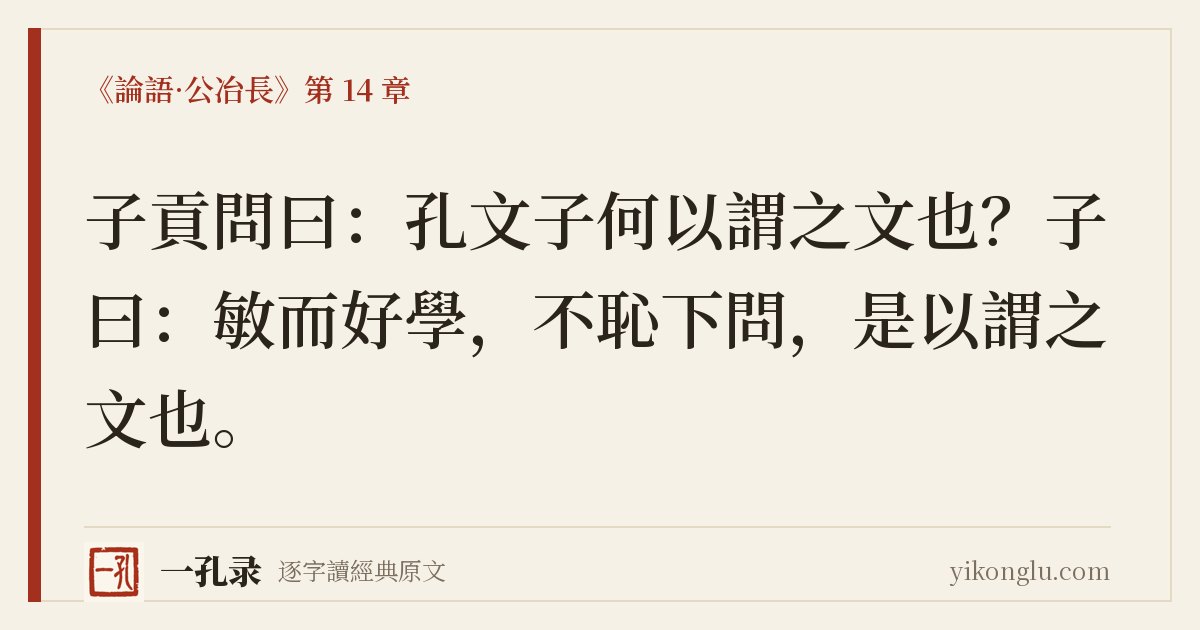 《論語·公冶長》第 14 章
子貢問曰：孔文子何以謂之文也？子
曰：敏而好學，不恥下問，是以謂之
文也。
一孔
一孔录 逐字讀經典原文
yikonglu.com